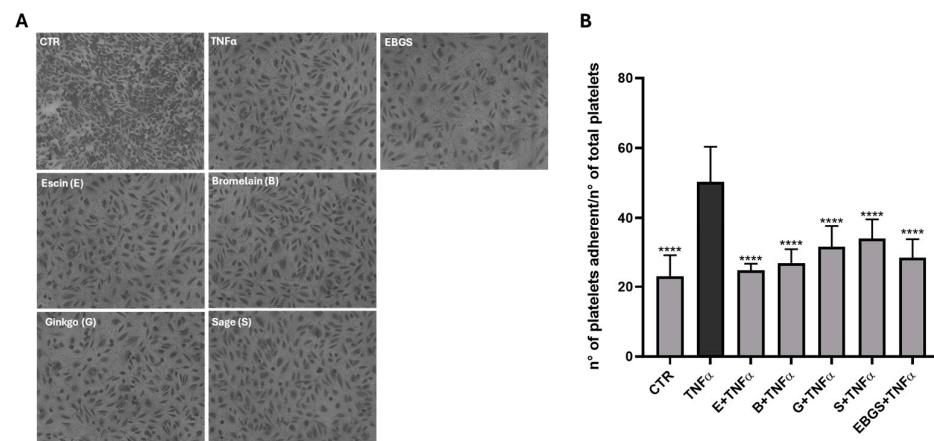 A
CTR
TNFα
EBGS
Escin (E)
Bromelain (B)
Ginkgo (G)
Sage (S)
B
n° of platelets adherent/n° of total platelets
80
60
40
20
0
****
****
****
****
****
****
CTR
TNFα
E+TNFα
B+TNFα
G+TNFα
S+TNFα
EBGS+TNFα